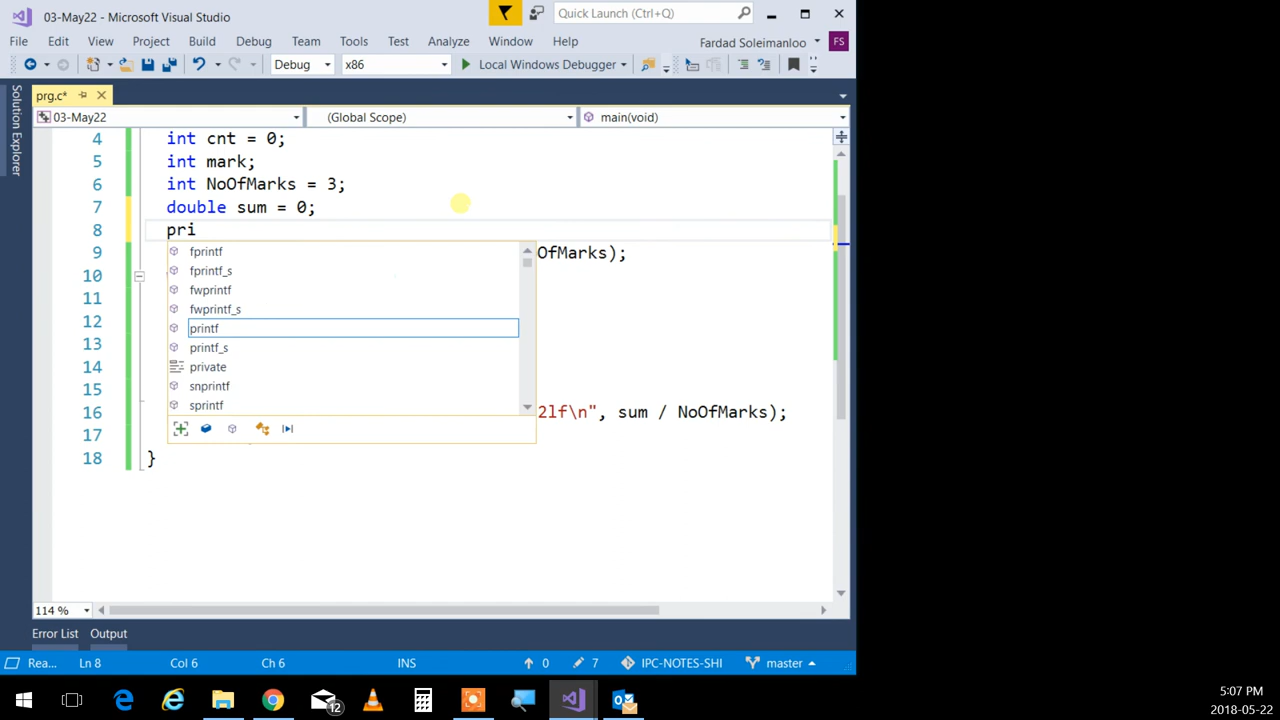 03-May22 - Microsoft Visual Studio
Quick Launch (Ctrl+Q)
File Edit View Project Build Debug Team Tools Test Analyze Window Help
Fardad Soleimanloo FS
Debug x86 Local Windows Debugger
Solution Explorer
prg.c*
03-May22 (Global Scope) main(void)
4 int cnt = 0;
5 int mark;
6 int NoOfMarks = 3;
7 double sum = 0;
8 pri
9 OfMarks);
10
11
12
13
14
15
16 2lf\n", sum / NoOfMarks);
17
18 }
fprintf
fprintf_s
fwprintf
fwprintf_s
printf
printf_s
private
snprintf
sprintf
114 %
Error List Output
Rea... Ln 8 Col 6 Ch 6 INS 0 7 IPC-NOTES-SHI master
12
5:07 PM
2018-05-22